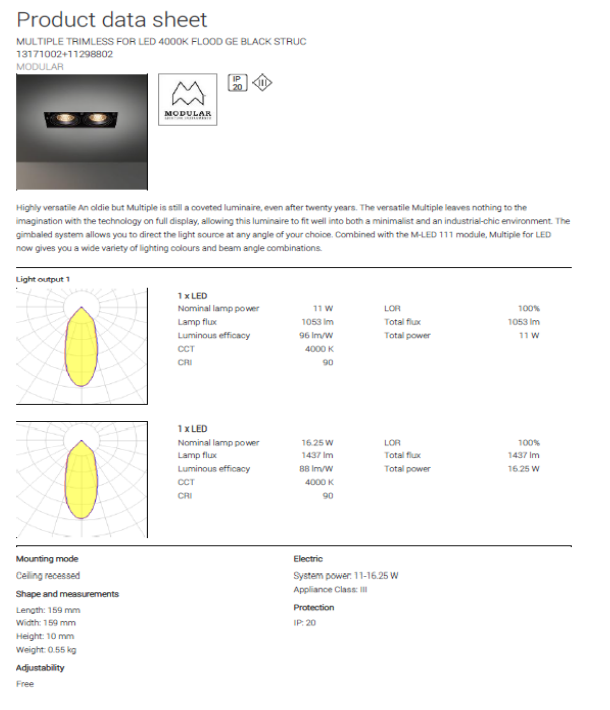 Product data sheet
MULTIPLE TRIMLESS FOR LED 4000K FLOOD GE BLACK STRUC
13171002+11298802
MODULAR
MODULAR
IP
20
III
Highly versatile An oldie but Multiple is still a coveted luminaire, even after twenty years. The versatile Multiple leaves nothing to the
imagination with the technology on full display, allowing this luminaire to fit well into both a minimalist and an industrial-chic environment. The
gimbaled system allows you to direct the light source at any angle of your choice. Combined with the M-LED 111 module, Multiple for LED
now gives you a wide variety of lighting colours and beam angle combinations.
Light output 1
1 x LED
Nominal lamp power 11 W LOR 100%
Lamp flux 1053 lm Total flux 1053 lm
Luminous efficacy 96 lm/W Total power 11 W
CCT 4000 K
CRI 90
1 x LED
Nominal lamp power 16.25 W LOR 100%
Lamp flux 1437 lm Total flux 1437 lm
Luminous efficacy 88 lm/W Total power 16.25 W
CCT 4000 K
CRI 90
Mounting mode
Ceiling recessed
Shape and measurements
Length: 159 mm
Width: 159 mm
Height: 10 mm
Weight: 0.55 kg
Adjustability
Free
Electric
System power: 11-16.25 W
Appliance Class: III
Protection
IP: 20